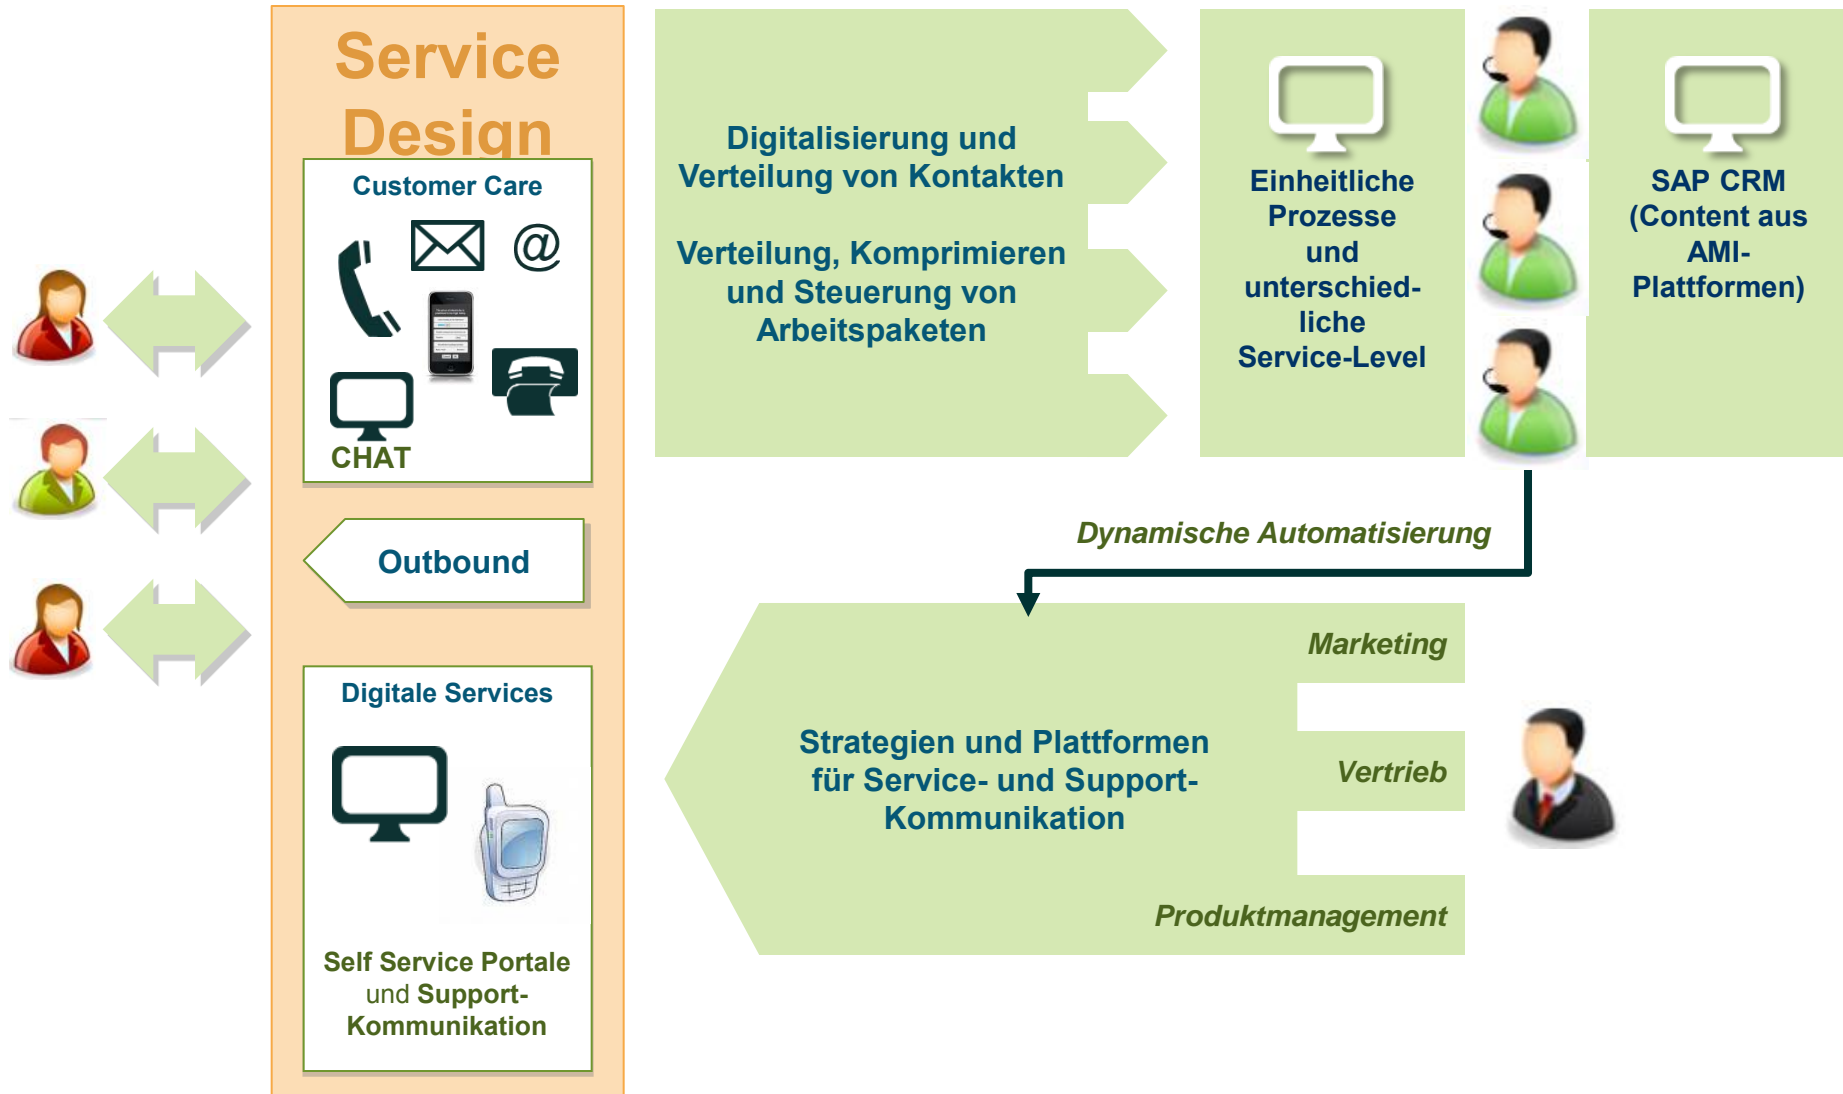 Service
Design
Customer Care
@
CHAT
Outbound
Digitale Services
Self Service Portale
und Support-
Kommunikation
Digitalisierung und
Verteilung von Kontakten
Verteilung, Komprimieren
und Steuerung von
Arbeitspaketen
Einheitliche
Prozesse
und
unterschied-
liche
Service-Level
SAP CRM
(Content aus
AMI-
Plattformen)
Dynamische Automatisierung
Marketing
Strategien und Plattformen
für Service- und Support-
Kommunikation
Vertrieb
Produktmanagement